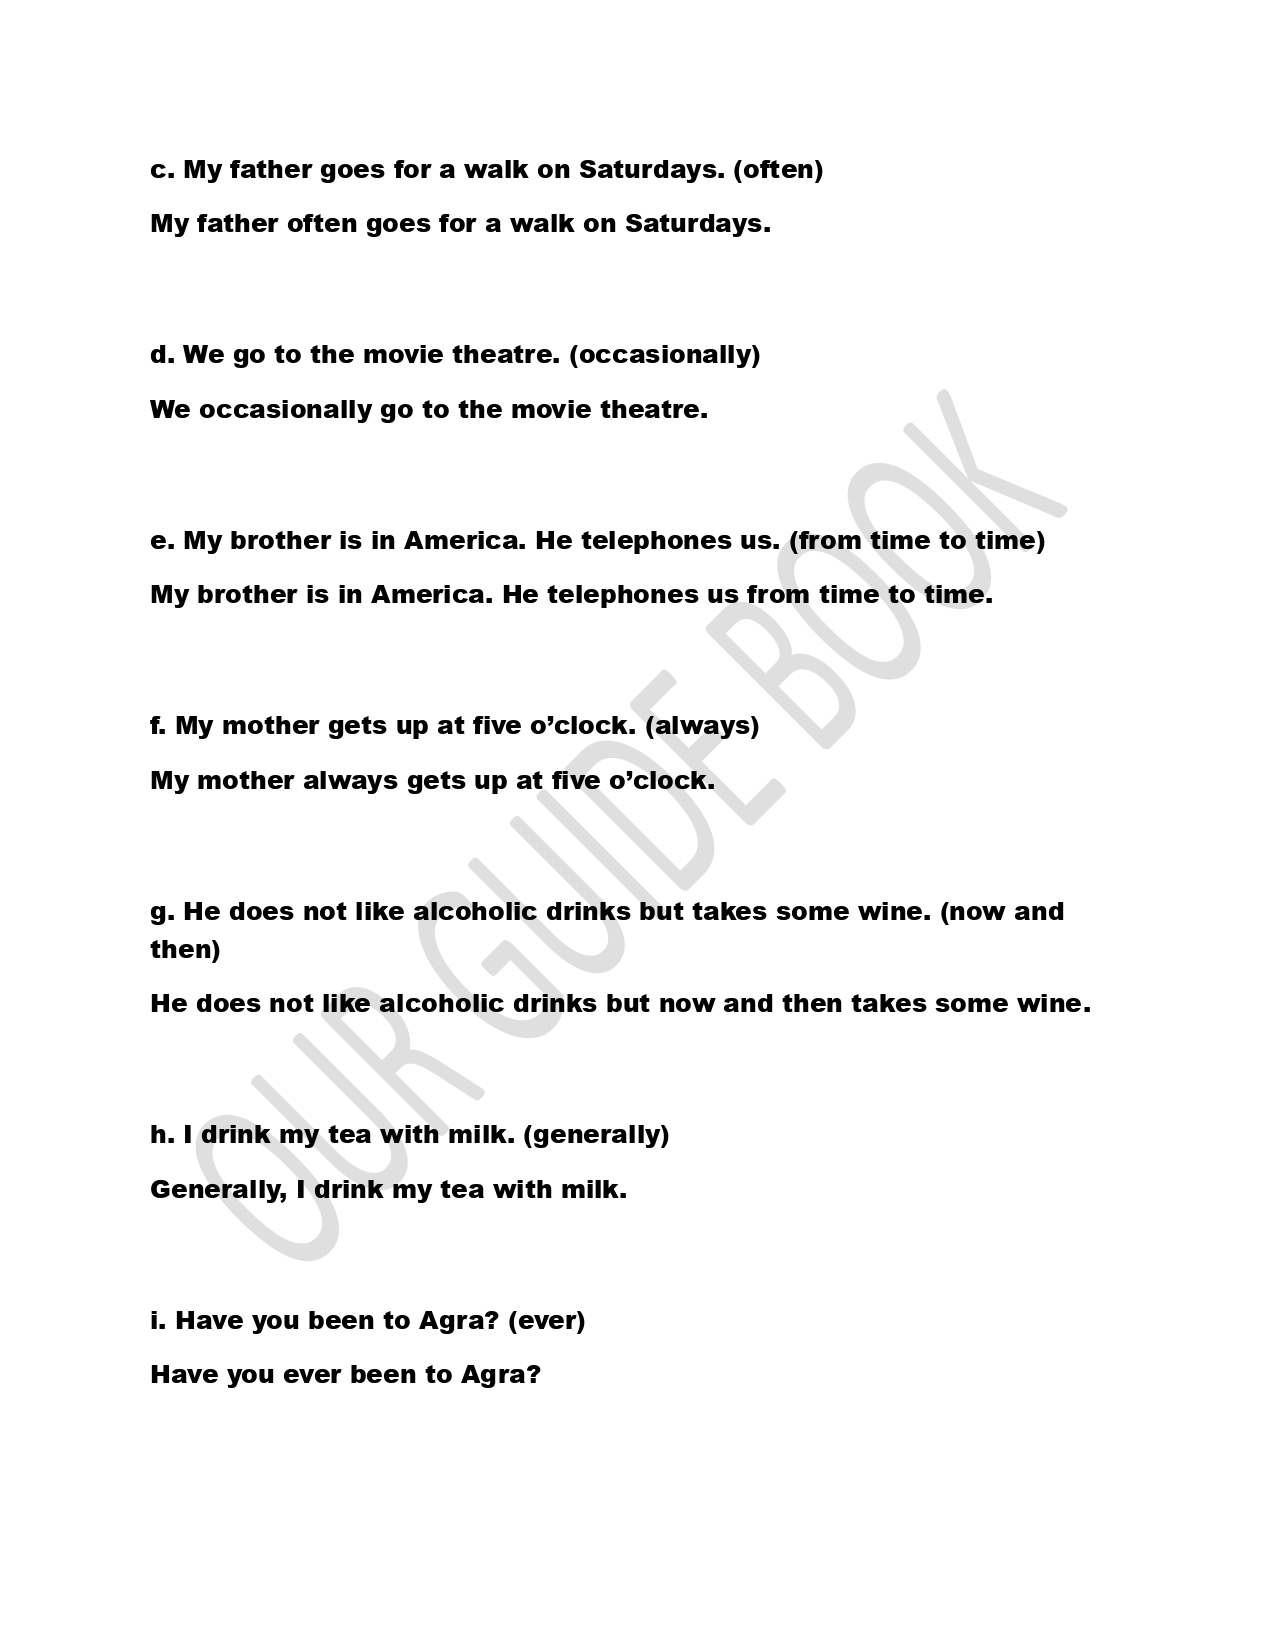 c. My father goes for a walk on Saturdays. (often)
My father often goes for a walk on Saturdays.
d. We go to the movie theatre. (occasionally)
We occasionally go to the movie theatre.
e. My brother is in America. He telephones us. (from time to time)
My brother is in America. He telephones us from time to time.
f. My mother gets up at five o’clock. (always)
My mother always gets up at five o’clock.
g. He does not like alcoholic drinks but takes some wine. (now and
then)
He does not like alcoholic drinks but now and then takes some wine.
h. I drink my tea with milk. (generally)
Generally, I drink my tea with milk.
i. Have you been to Agra? (ever)
Have you ever been to Agra?
OUR GUIDE BOOK